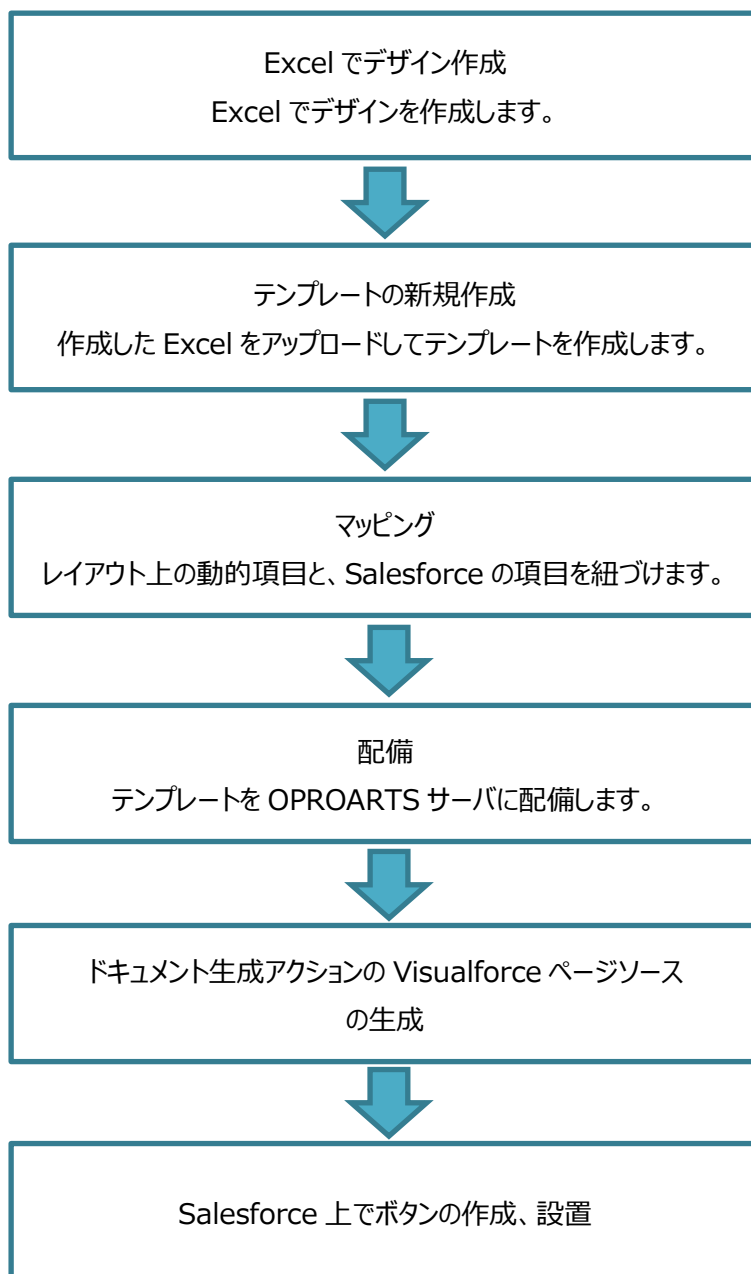 Excel でデザイン作成
Excel でデザインを作成します。
テンプレートの新規作成
作成した Excel をアップロードしてテンプレートを作成します。
マッピング
レイアウト上の動的項目と、Salesforce の項目を紐づけます。
配備
テンプレートを OPROARTS サーバに配備します。
ドキュメント生成アクションの Visualforce ページソース
の生成
Salesforce 上でボタンの作成、設置